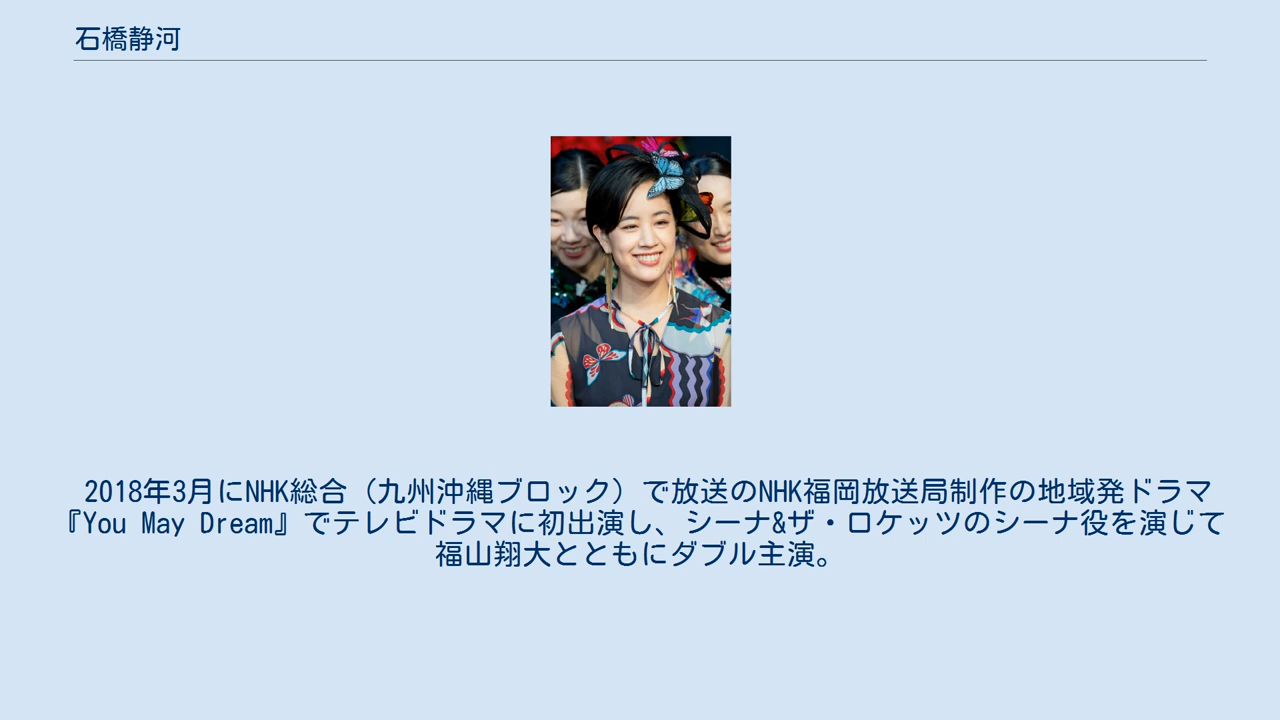 石橋静河
2018年3月にNHK総合（九州沖縄ブロック）で放送のNHK福岡放送局制作の地域発ドラマ
『You May Dream』でテレビドラマに初出演し、シーナ&ザ・ロケッツのシーナ役を演じて
福山翔大とともにダブル主演。